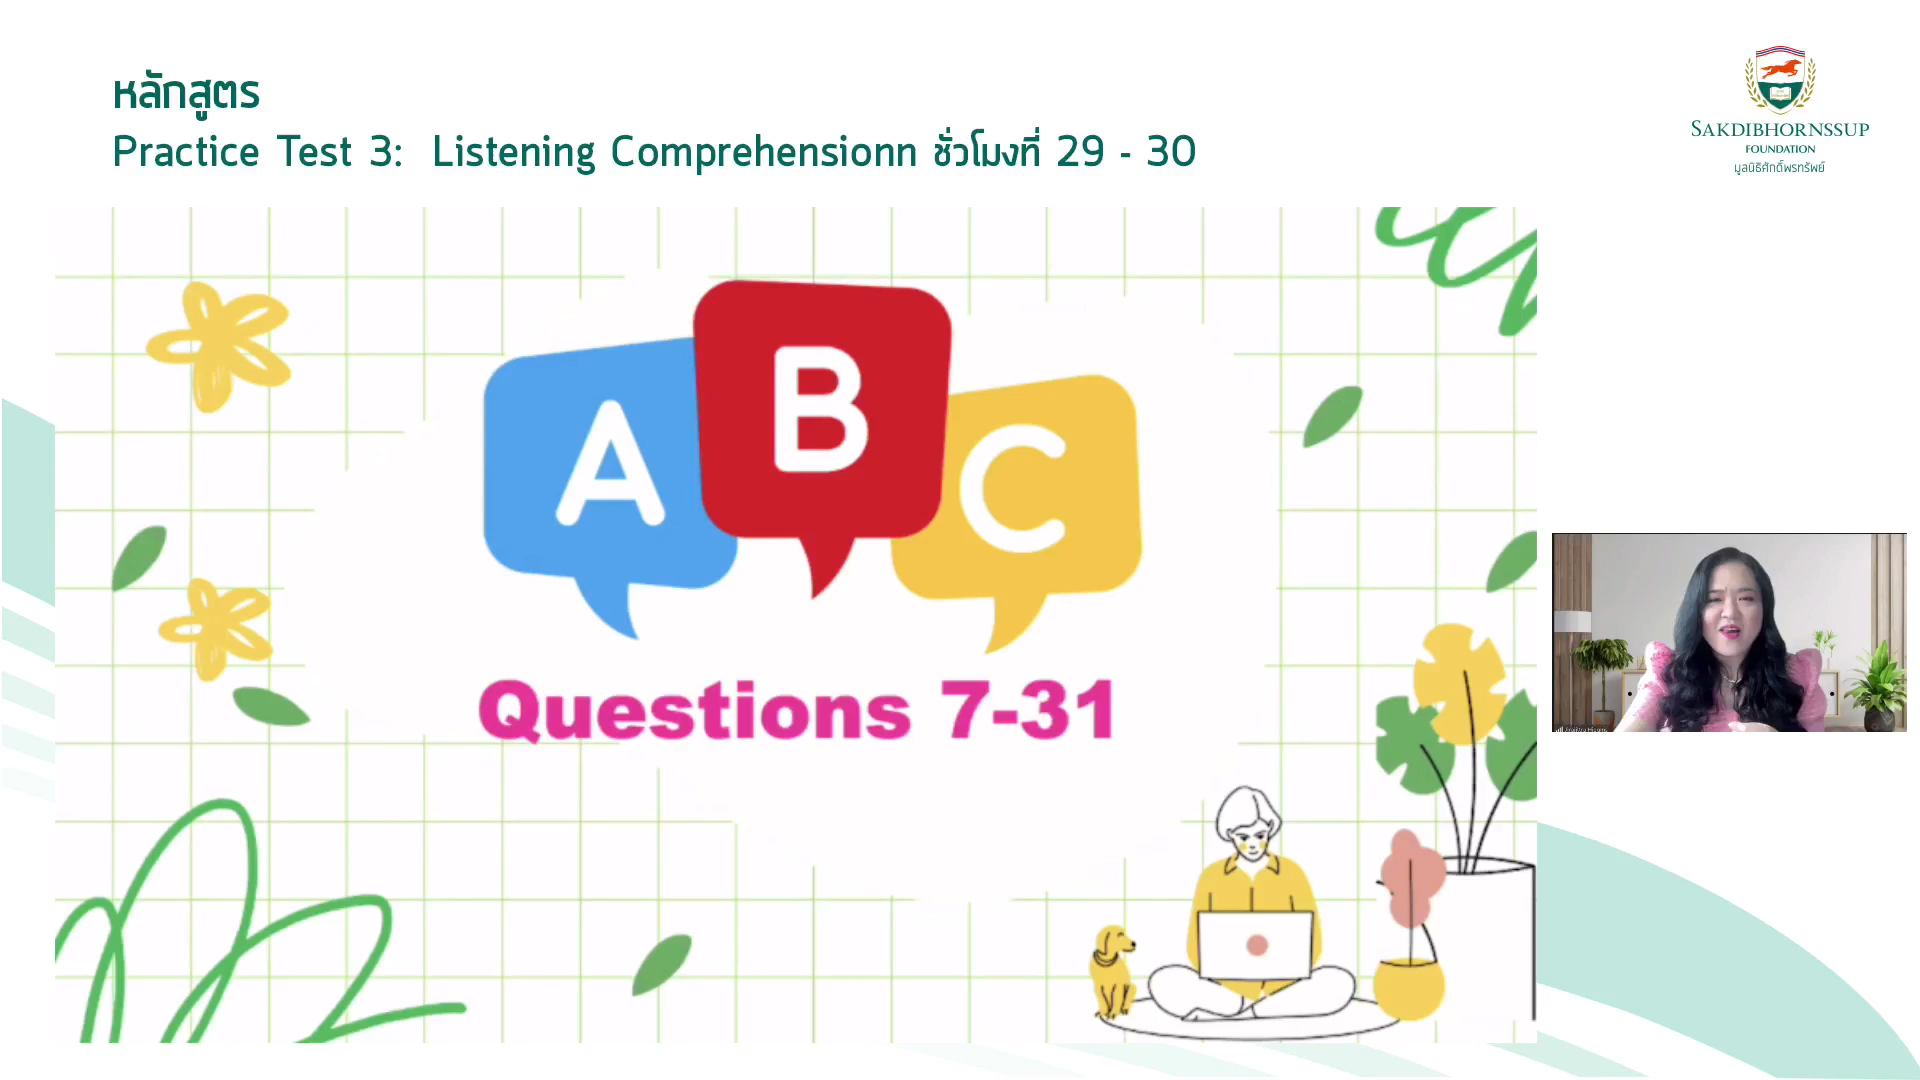 หลักสูตร
Practice Test 3: Listening Comprehensionn ชั่วโมงที่ 29 - 30
SAKDIBHORNSSUP
FOUNDATION
มูลนิธิศักดิ์พรทรัพย์
A
B
C
Questions 7-31